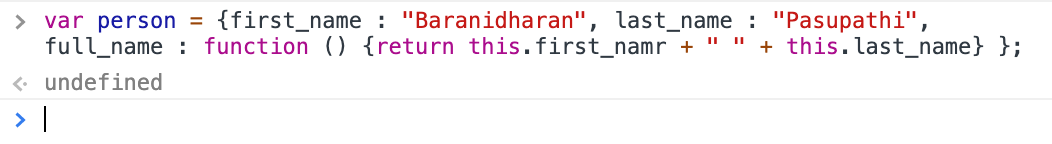 > var person = {first_name : "Baranidharan", last_name : "Pasupathi",
full_name : function () {return this.first_namr + " " + this.last_name} };
<· undefined
>